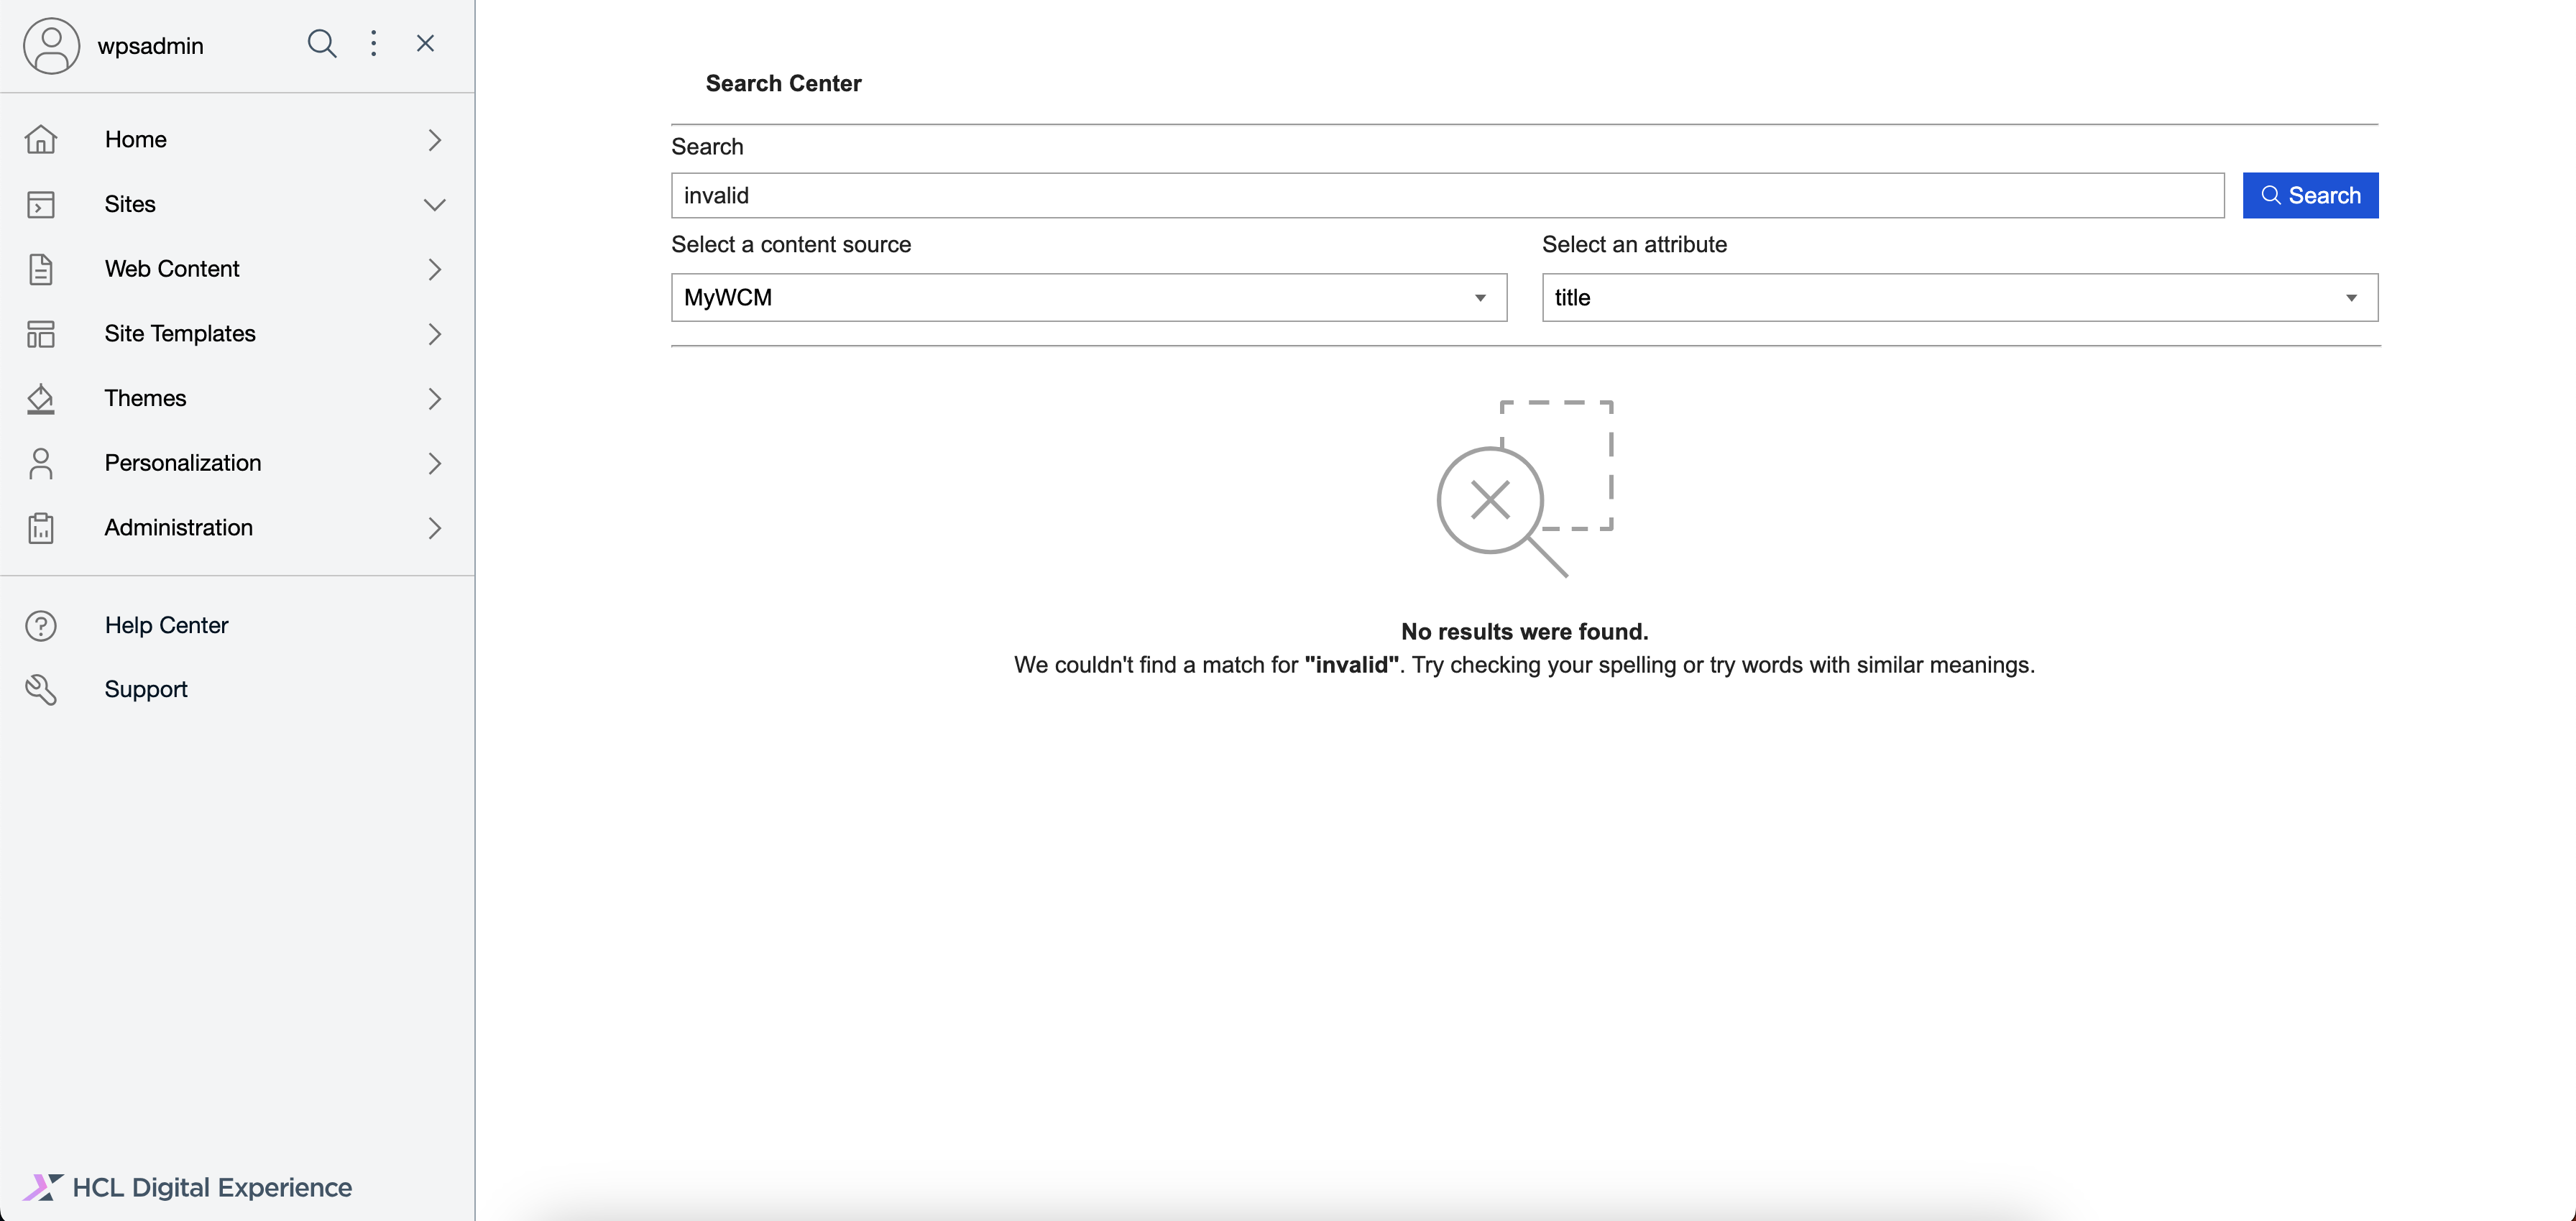 wpsadmin
Home
Sites
Web Content
Site Templates
Themes
Personalization
Administration
Help Center
Support
HCL Digital Experience
Search Center
Search
invalid
Search
Select a content source
Select an attribute
MyWCM
title
No results were found.
We couldn't find a match for "invalid". Try checking your spelling or try words with similar meanings.